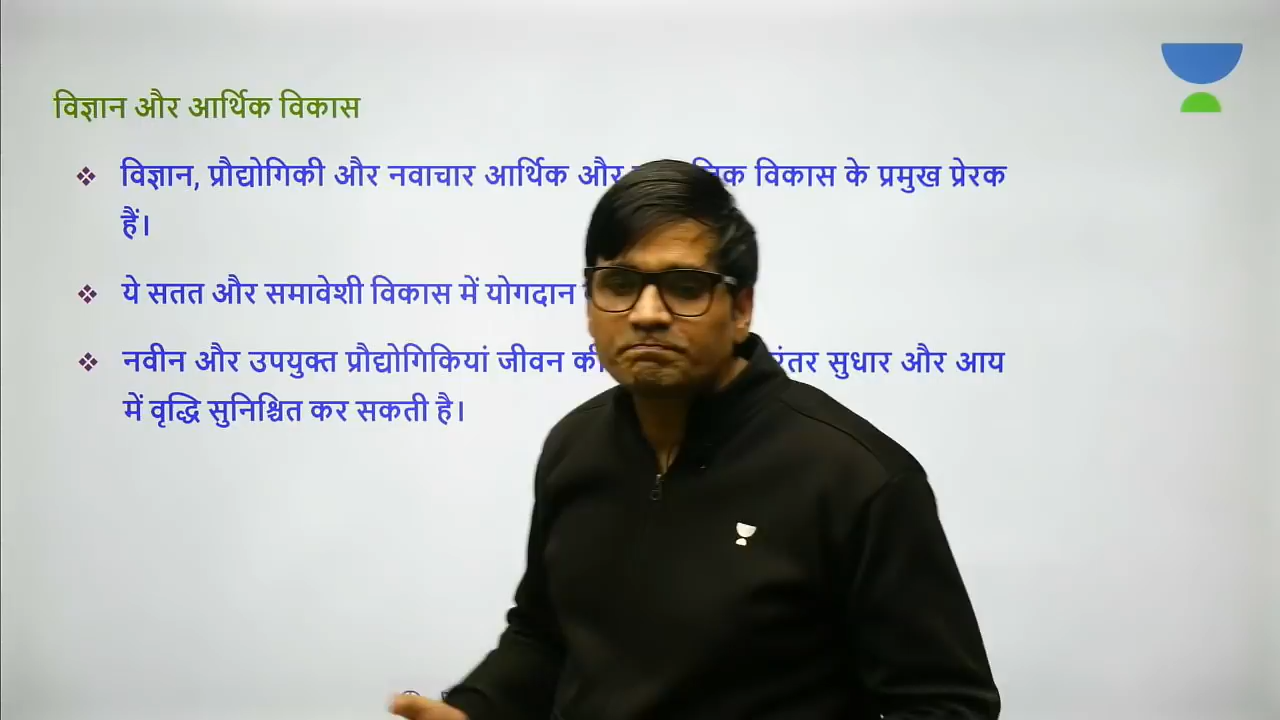 विज्ञान और आर्थिक विकास
विज्ञान, प्रौद्योगिकी और नवाचार आर्थिक और विकास के प्रमुख प्रेरक
हैं।
ये सतत और समावेशी विकास में योगदान
नवीन और उपयुक्त प्रौद्योगिकियां जीवन की सुधार और आय
में वृद्धि सुनिश्चित कर सकती है।